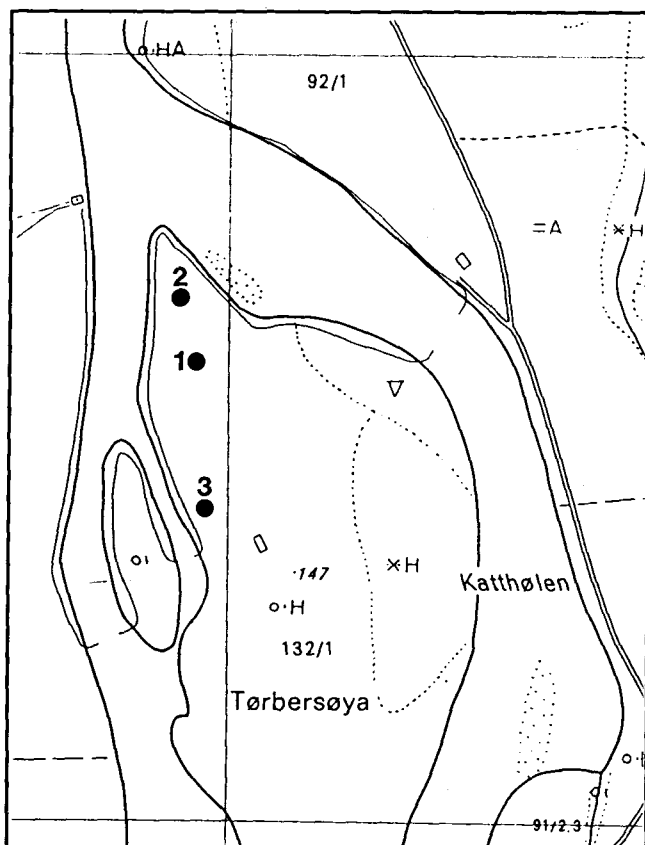 HA
92/1
=A
H
2
1
3
H
147
H
Katthølen
132/1
Tørbersøya
91/2.3